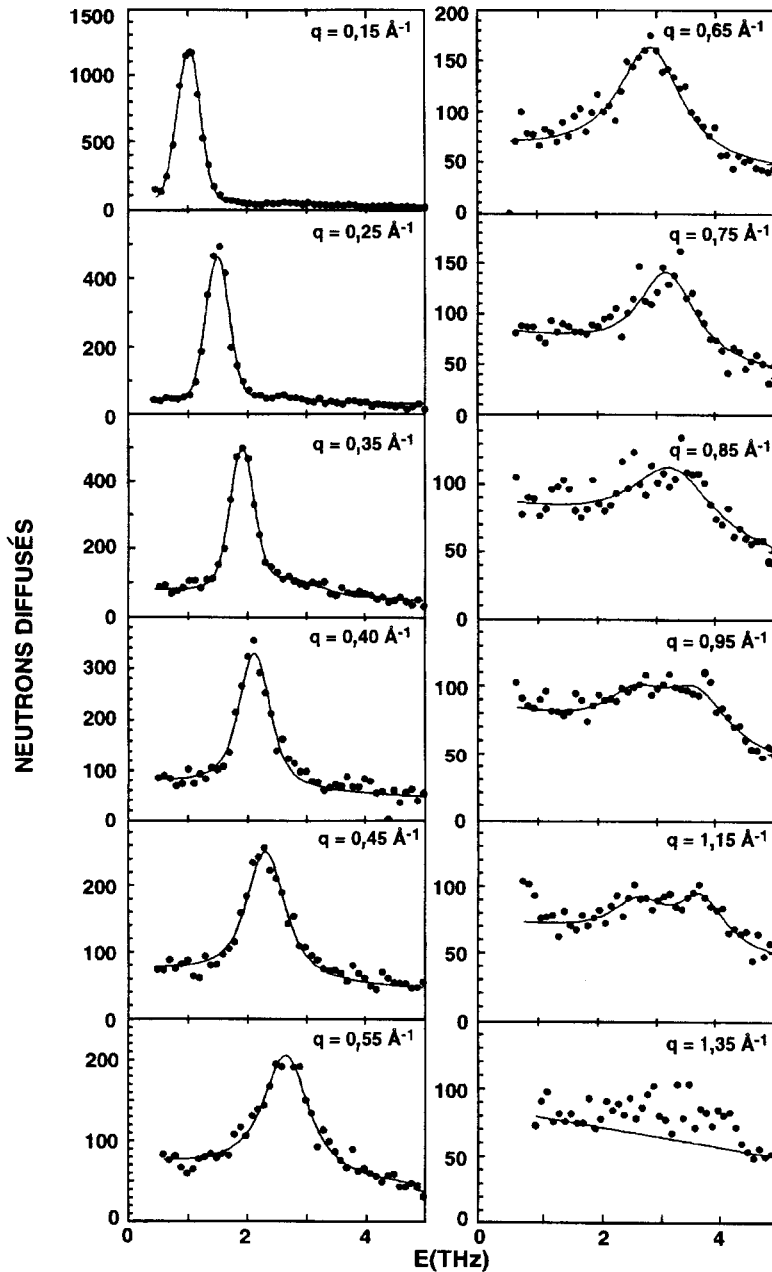 NEUTRONS DIFFUSÉS
1500
1000
500
0
q = 0,15 Å⁻¹
400
200
0
q = 0,25 Å⁻¹
400
200
0
q = 0,35 Å⁻¹
300
200
100
0
q = 0,40 Å⁻¹
200
100
0
q = 0,45 Å⁻¹
200
100
0
q = 0,55 Å⁻¹
0 2 4
200
150
100
50
0
q = 0,65 Å⁻¹
150
100
50
0
q = 0,75 Å⁻¹
100
50
0
q = 0,85 Å⁻¹
100
50
0
q = 0,95 Å⁻¹
100
50
0
q = 1,15 Å⁻¹
100
50
0
q = 1,35 Å⁻¹
0 2 4
E(THz)